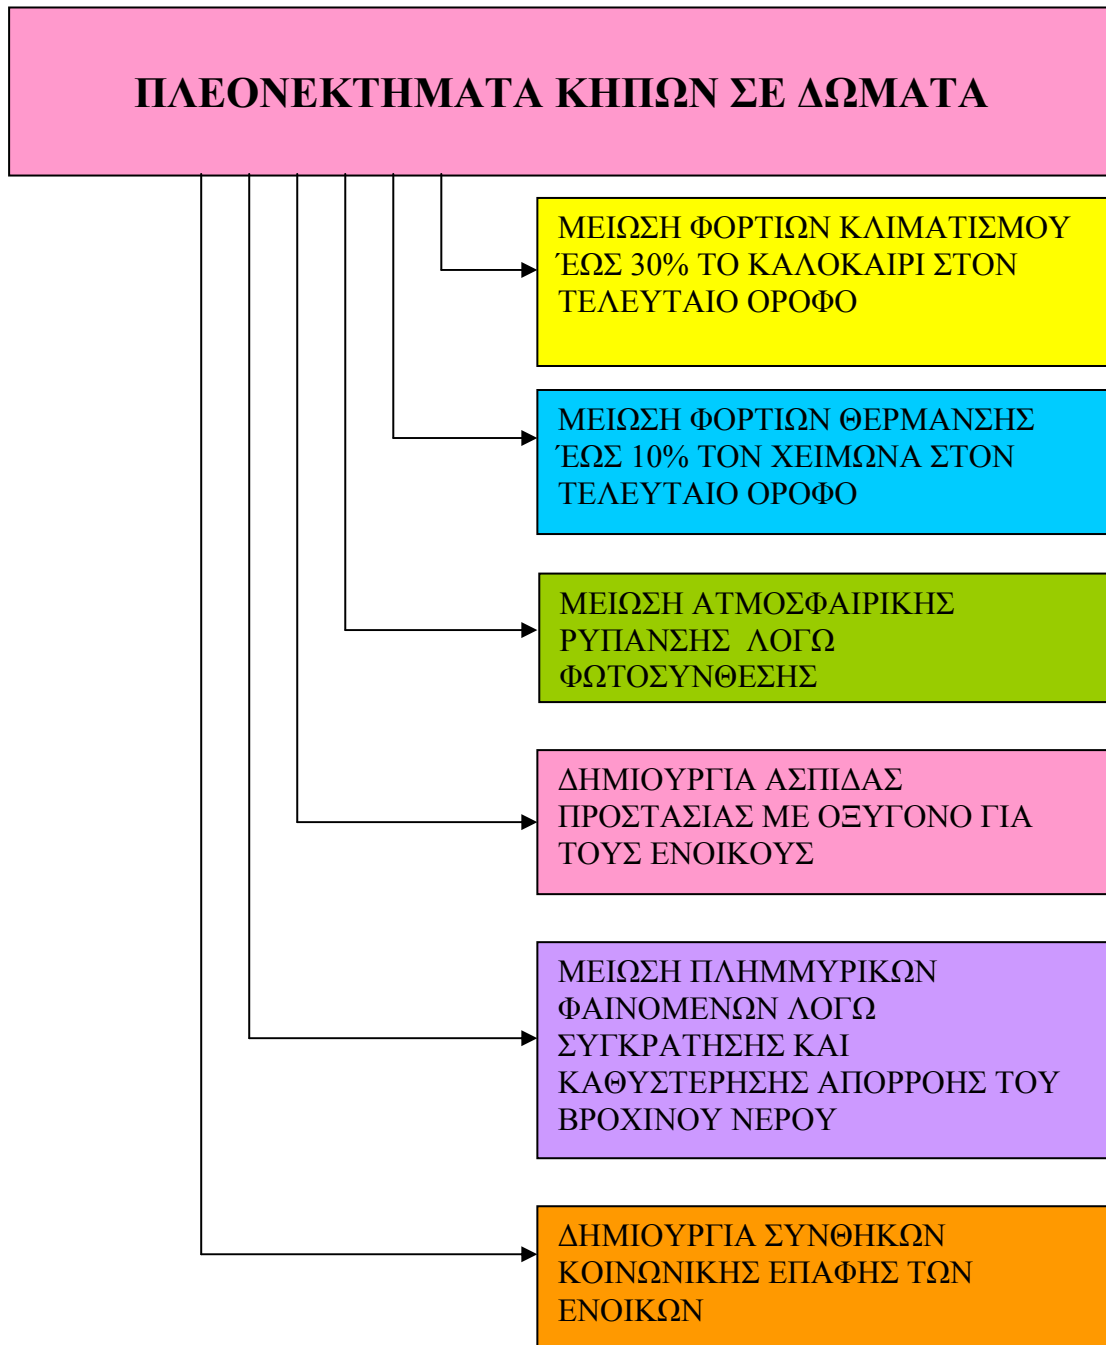 ΠΛΕΟΝΕΚΤΗΜΑΤΑ ΚΗΠΩΝ ΣΕ ΔΩΜΑΤΑ
ΜΕΙΩΣΗ ΦΟΡΤΙΩΝ ΚΛΙΜΑΤΙΣΜΟΥ
ΈΩΣ 30% ΤΟ ΚΑΛΟΚΑΙΡΙ ΣΤΟΝ
ΤΕΛΕΥΤΑΙΟ ΟΡΟΦΟ
ΜΕΙΩΣΗ ΦΟΡΤΙΩΝ ΘΕΡΜΑΝΣΗΣ
ΈΩΣ 10% ΤΟΝ ΧΕΙΜΩΝΑ ΣΤΟΝ
ΤΕΛΕΥΤΑΙΟ ΟΡΟΦΟ
ΜΕΙΩΣΗ ΑΤΜΟΣΦΑΙΡΙΚΗΣ
ΡΥΠΑΝΣΗΣ ΛΟΓΩ
ΦΩΤΟΣΥΝΘΕΣΗΣ
ΔΗΜΙΟΥΡΓΙΑ ΑΣΠΙΔΑΣ
ΠΡΟΣΤΑΣΙΑΣ ΜΕ ΟΞΥΓΟΝΟ ΓΙΑ
ΤΟΥΣ ΕΝΟΙΚΟΥΣ
ΜΕΙΩΣΗ ΠΛΗΜΜΥΡΙΚΩΝ
ΦΑΙΝΟΜΕΝΩΝ ΛΟΓΩ
ΣΥΓΚΡΑΤΗΣΗΣ ΚΑΙ
ΚΑΘΥΣΤΕΡΗΣΗΣ ΑΠΟΡΡΟΗΣ ΤΟΥ
ΒΡΟΧΙΝΟΥ ΝΕΡΟΥ
ΔΗΜΙΟΥΡΓΙΑ ΣΥΝΘΗΚΩΝ
ΚΟΙΝΩΝΙΚΗΣ ΕΠΑΦΗΣ ΤΩΝ
ΕΝΟΙΚΩΝ